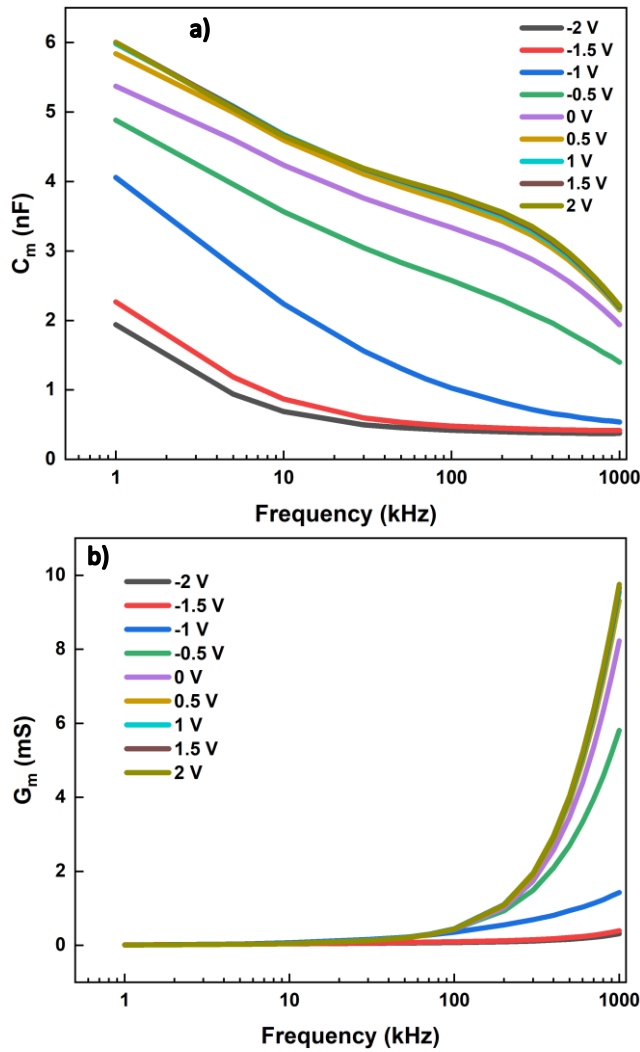 a)
-2 V
-1.5 V
-1 V
-0.5 V
0 V
0.5 V
1 V
1.5 V
2 V
6
5
4
3
2
1
0
C_m (nF)
1 10 100 1000
Frequency (kHz)
b)
-2 V
-1.5 V
-1 V
-0.5 V
0 V
0.5 V
1 V
1.5 V
2 V
10
8
6
4
2
0
G_m (mS)
1 10 100 1000
Frequency (kHz)